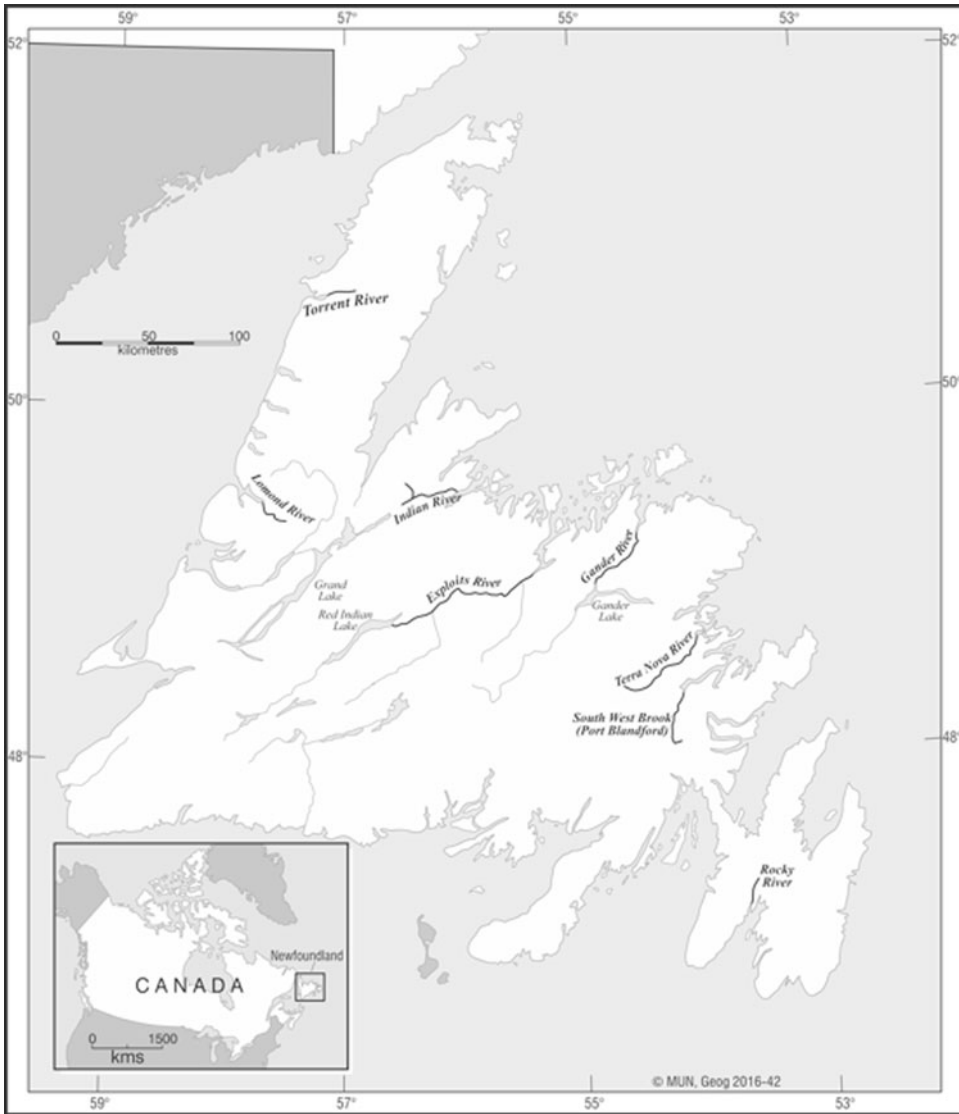 59°
57°
55°
53°
52°
52°
Torrent River
0 50 100
kilometres
50°
50°
Lomond River
Indian River
Gander River
Exploits River
Grand
Lake
Red Indian
Lake
Gander
Lake
Terra Nova River
South West Brook
(Port Blandford)
48°
48°
Rocky
River
Newfoundland
CANADA
0 1500
kms
© MUN, Geog 2016-42
59°
57°
55°
53°